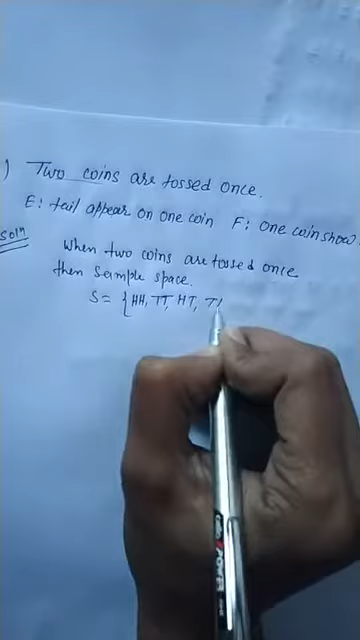 ) Two coins are tossed once.
E: tail appear on one coin F: one coin show
soln
When two coins are tossed once
then sample space.
S = {HH, TT, HT, T